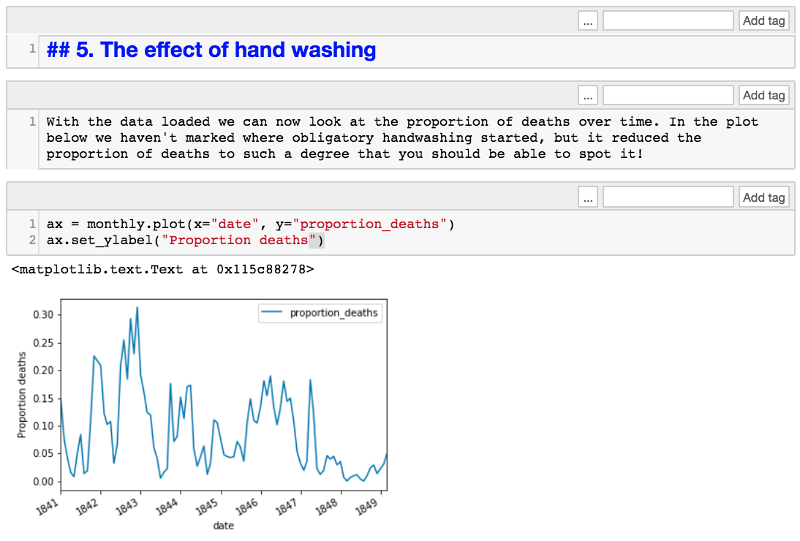 ... Add tag
1 ## 5. The effect of hand washing
... Add tag
1 With the data loaded we can now look at the proportion of deaths over time. In the plot
below we haven't marked where obligatory handwashing started, but it reduced the
proportion of deaths to such a degree that you should be able to spot it!
... Add tag
1 ax = monthly.plot(x="date", y="proportion_deaths")
2 ax.set_ylabel("Proportion deaths")
<matplotlib.text.Text at 0x115c88278>
proportion_deaths
Proportion deaths
0.30
0.25
0.20
0.15
0.10
0.05
0.00
1841 1842 1843 1844 1845 1846 1847 1848 1849
date